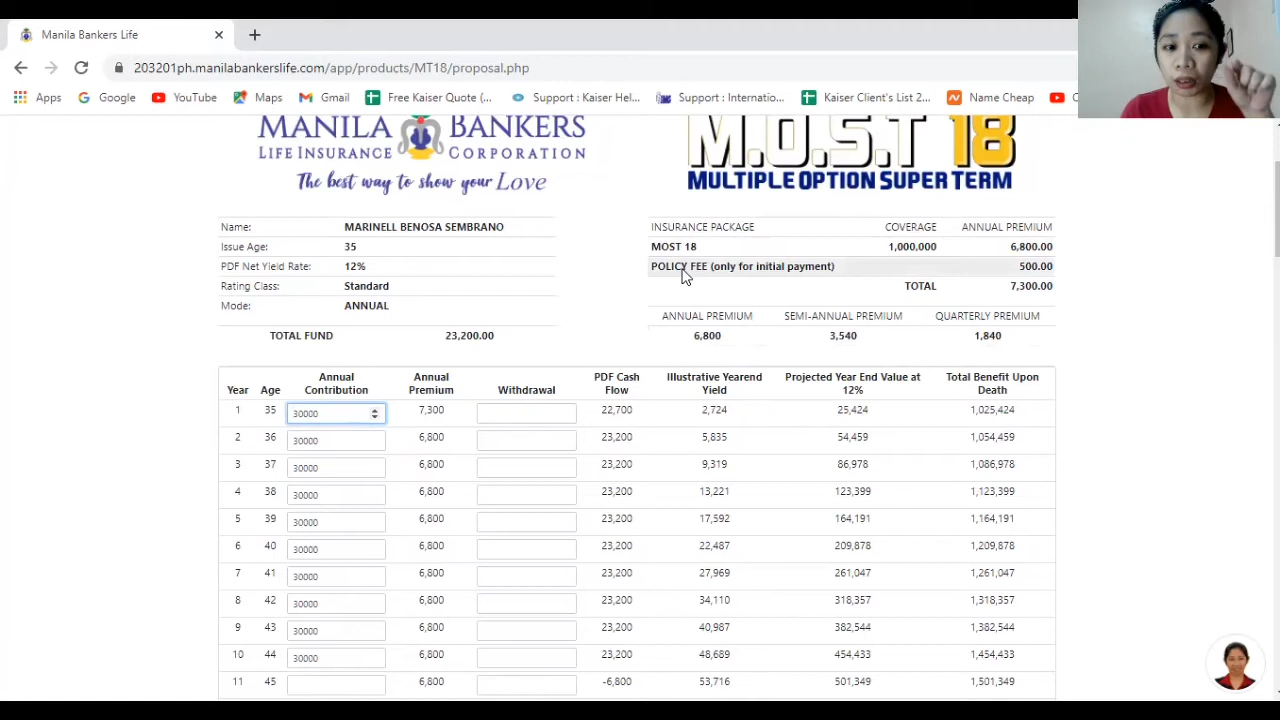 Manila Bankers Life
203201ph.manilabankerslife.com/app/products/MT18/proposal.php
Apps Google YouTube Maps Gmail Free Kaiser Quote (... Support : Kaiser Hel... Support : Internatio... Kaiser Client's List 2... Name Cheap
MANILA BANKERS
LIFE INSURANCE CORPORATION
The best way to show your Love
M.O.S.T 18
MULTIPLE OPTION SUPER TERM
Name: MARINELL BENOSA SEMBRANO
Issue Age: 35
PDF Net Yield Rate: 12%
Rating Class: Standard
Mode: ANNUAL
TOTAL FUND 23,200.00
INSURANCE PACKAGE COVERAGE ANNUAL PREMIUM
MOST 18 1,000,000 6,800.00
POLICY FEE (only for initial payment) 500.00
TOTAL 7,300.00
ANNUAL PREMIUM SEMI-ANNUAL PREMIUM QUARTERLY PREMIUM
6,800 3,540 1,840
Year Age Annual Contribution Annual Premium Withdrawal PDF Cash Flow Illustrative Yearend Yield Projected Year End Value at 12% Total Benefit Upon Death
1 35 30000 7,300 22,700 2,724 25,424 1,025,424
2 36 30000 6,800 23,200 5,835 54,459 1,054,459
3 37 30000 6,800 23,200 9,319 86,978 1,086,978
4 38 30000 6,800 23,200 13,221 123,399 1,123,399
5 39 30000 6,800 23,200 17,592 164,191 1,164,191
6 40 30000 6,800 23,200 22,487 209,878 1,209,878
7 41 30000 6,800 23,200 27,969 261,047 1,261,047
8 42 30000 6,800 23,200 34,110 318,357 1,318,357
9 43 30000 6,800 23,200 40,987 382,544 1,382,544
10 44 30000 6,800 23,200 48,689 454,433 1,454,433
11 45 6,800 -6,800 53,716 501,349 1,501,349